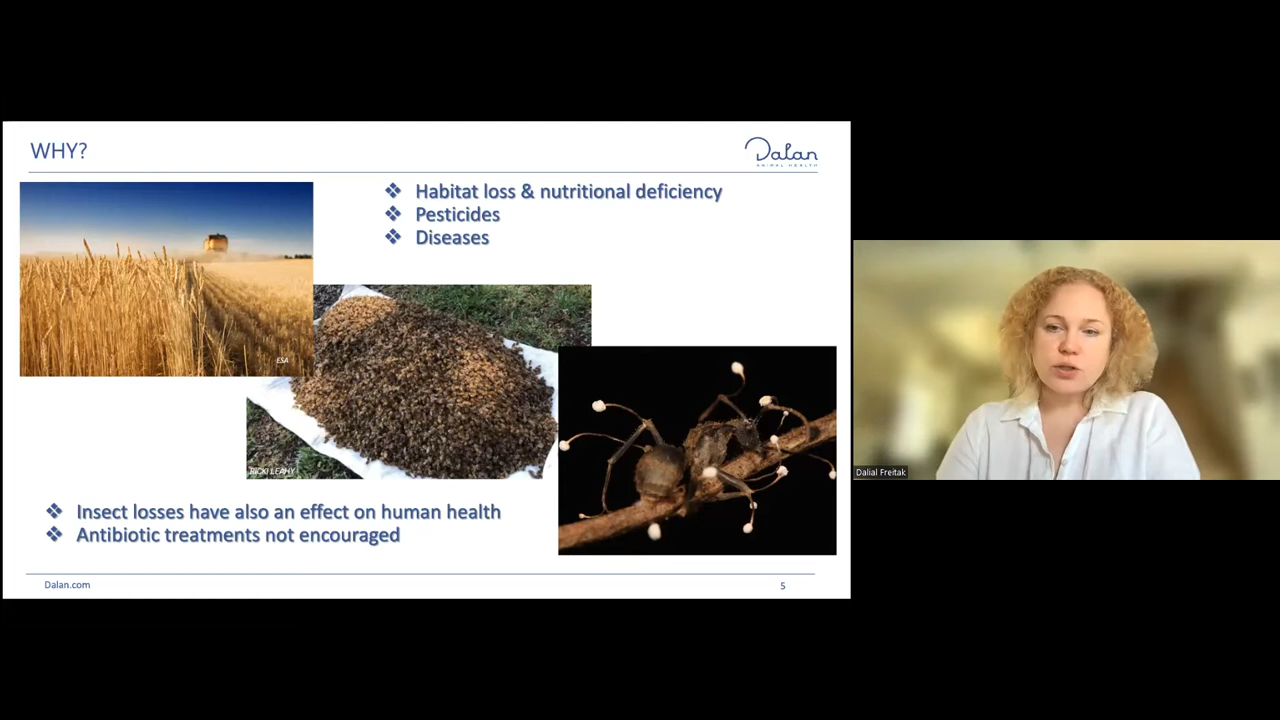 WHY?
Dalan
ANIMAL HEALTH
❖ Habitat loss & nutritional deficiency
❖ Pesticides
❖ Diseases
ESA
RICKI LEAHY
❖ Insect losses have also an effect on human health
❖ Antibiotic treatments not encouraged
Dalan.com
5
Dalial Freitak